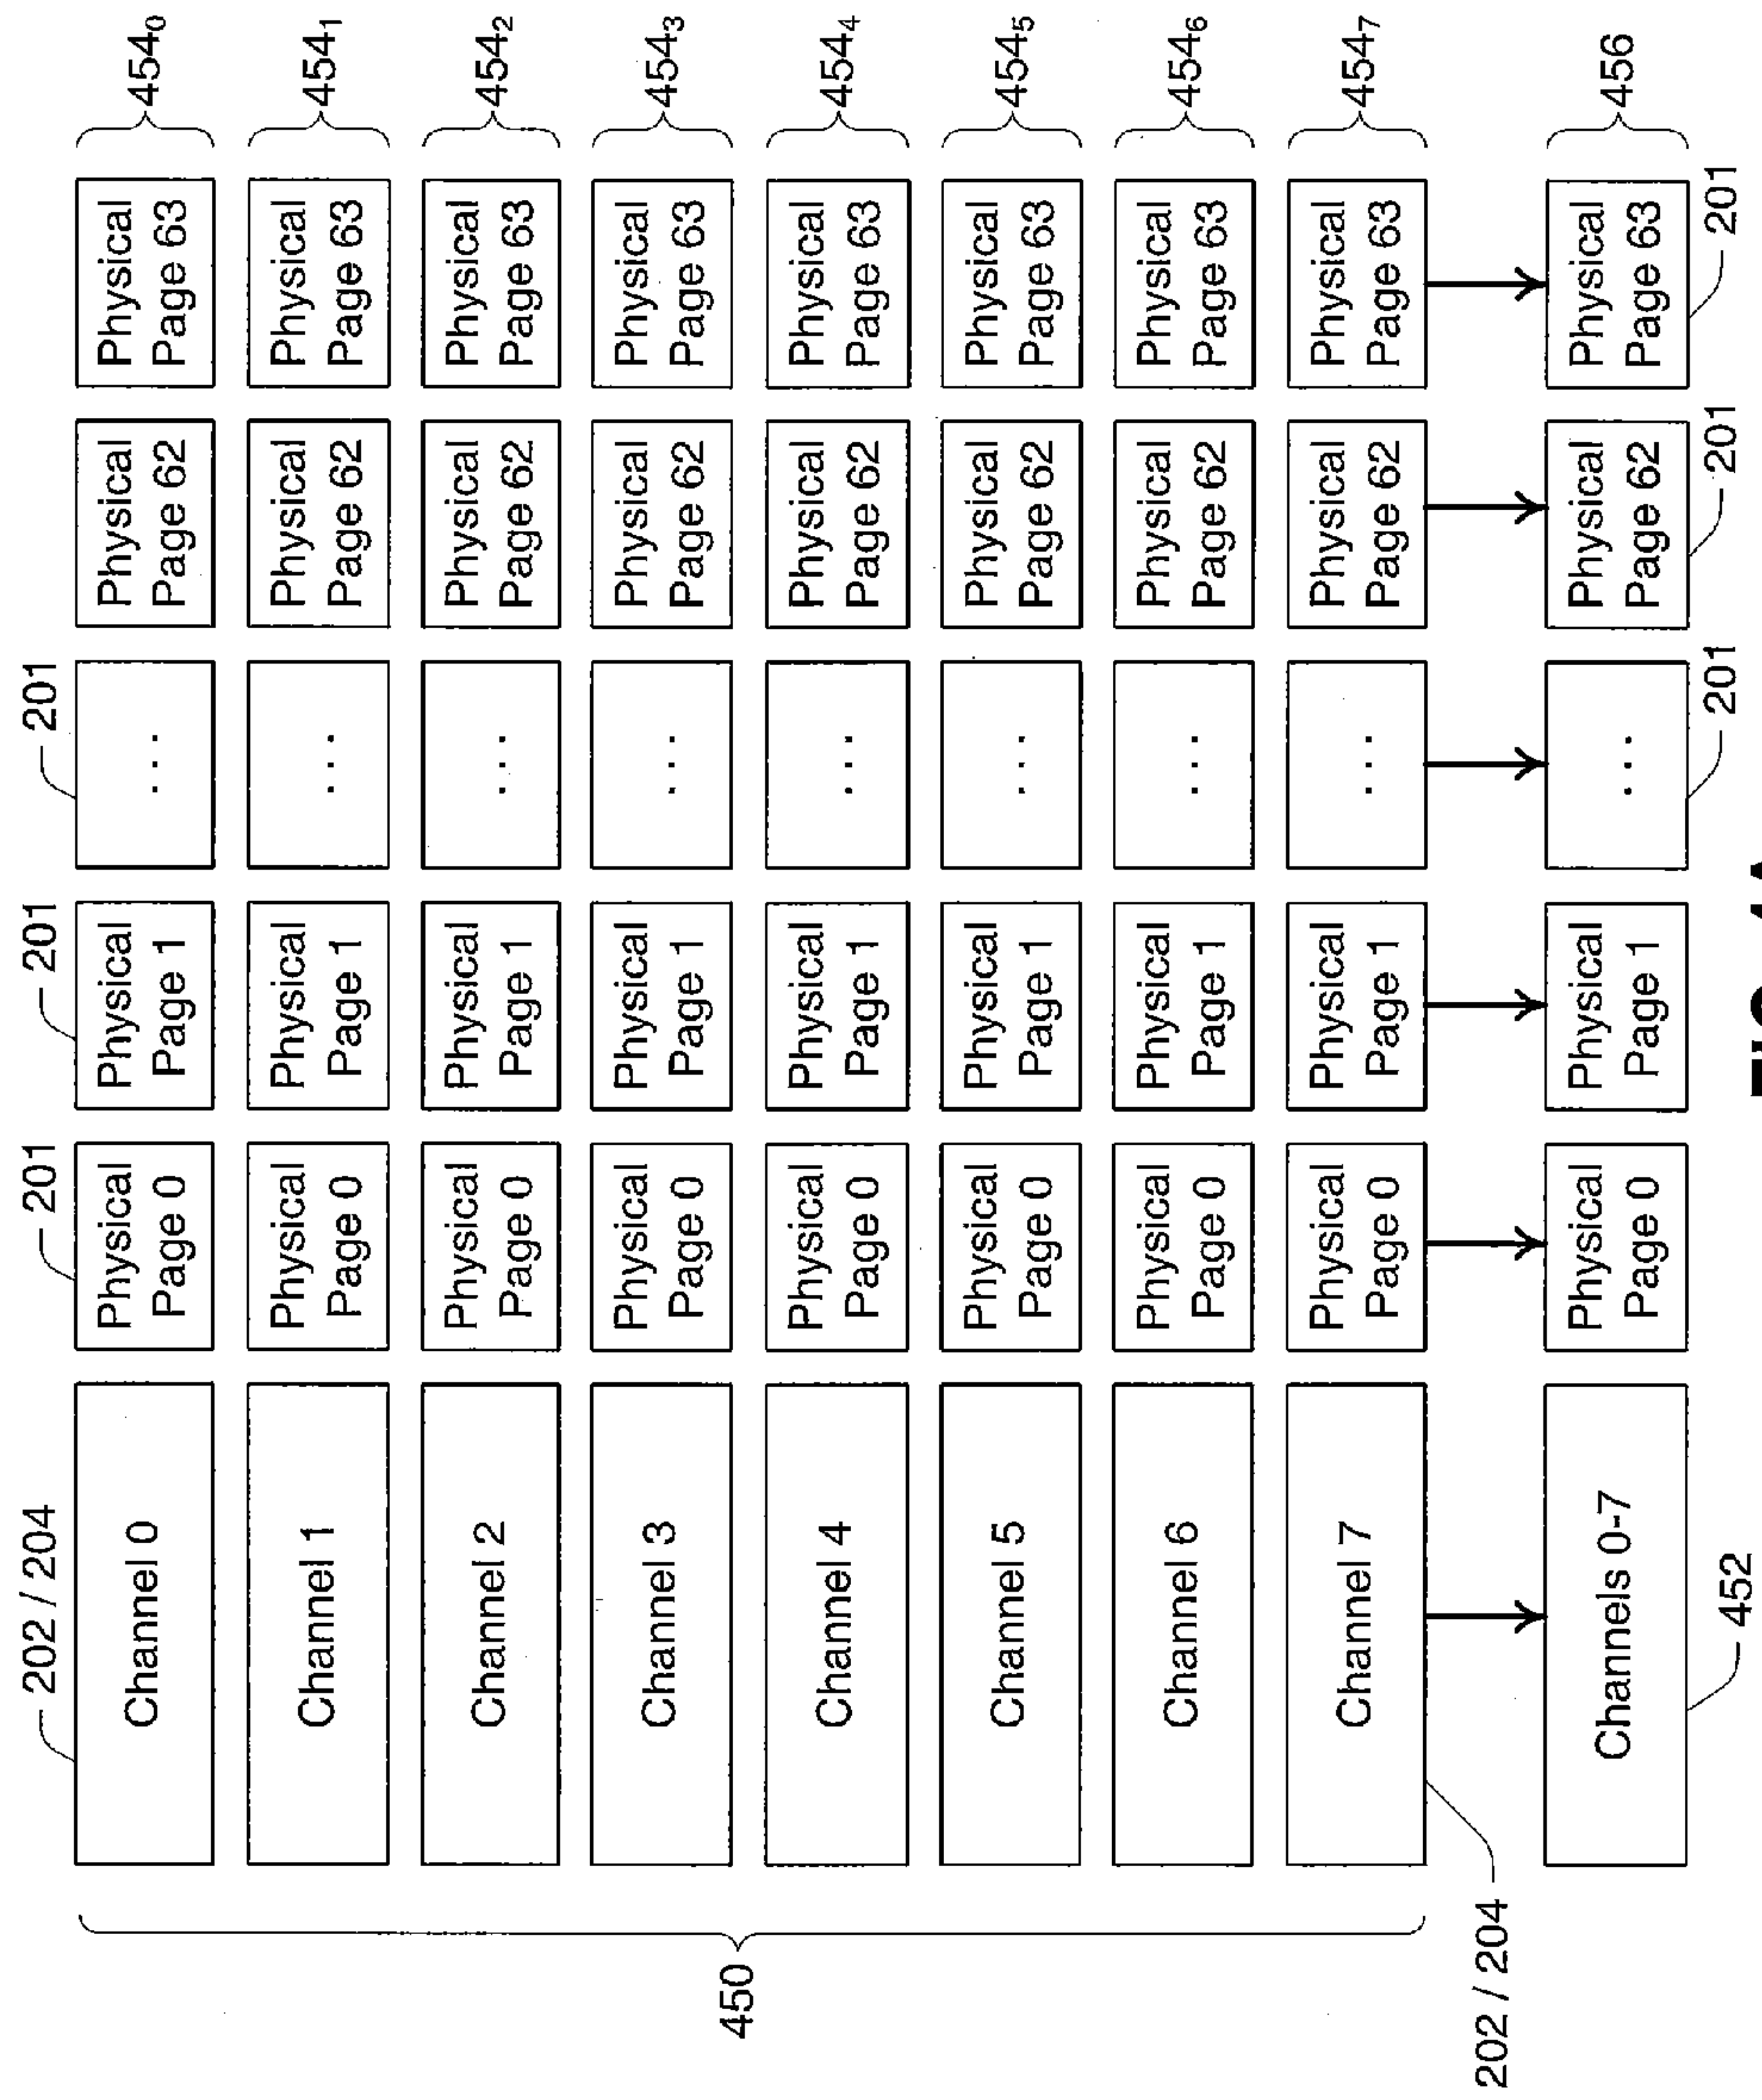 202 / 204 201 201 201
Channel 0
Physical
Page 0
Physical
Page 1
...
Physical
Page 62
Physical
Page 63
454₀
Channel 1
Physical
Page 0
Physical
Page 1
...
Physical
Page 62
Physical
Page 63
454₁
Channel 2
Physical
Page 0
Physical
Page 1
...
Physical
Page 62
Physical
Page 63
454₂
Channel 3
Physical
Page 0
Physical
Page 1
...
Physical
Page 62
Physical
Page 63
454₃
450
Channel 4
Physical
Page 0
Physical
Page 1
...
Physical
Page 62
Physical
Page 63
454₄
Channel 5
Physical
Page 0
Physical
Page 1
...
Physical
Page 62
Physical
Page 63
454₅
Channel 6
Physical
Page 0
Physical
Page 1
...
Physical
Page 62
Physical
Page 63
454₆
Channel 7
Physical
Page 0
Physical
Page 1
...
Physical
Page 62
Physical
Page 63
454₇
202 / 204
Channels 0-7
Physical
Page 0
Physical
Page 1
...
Physical
Page 62
Physical
Page 63
456
452 201 201 201